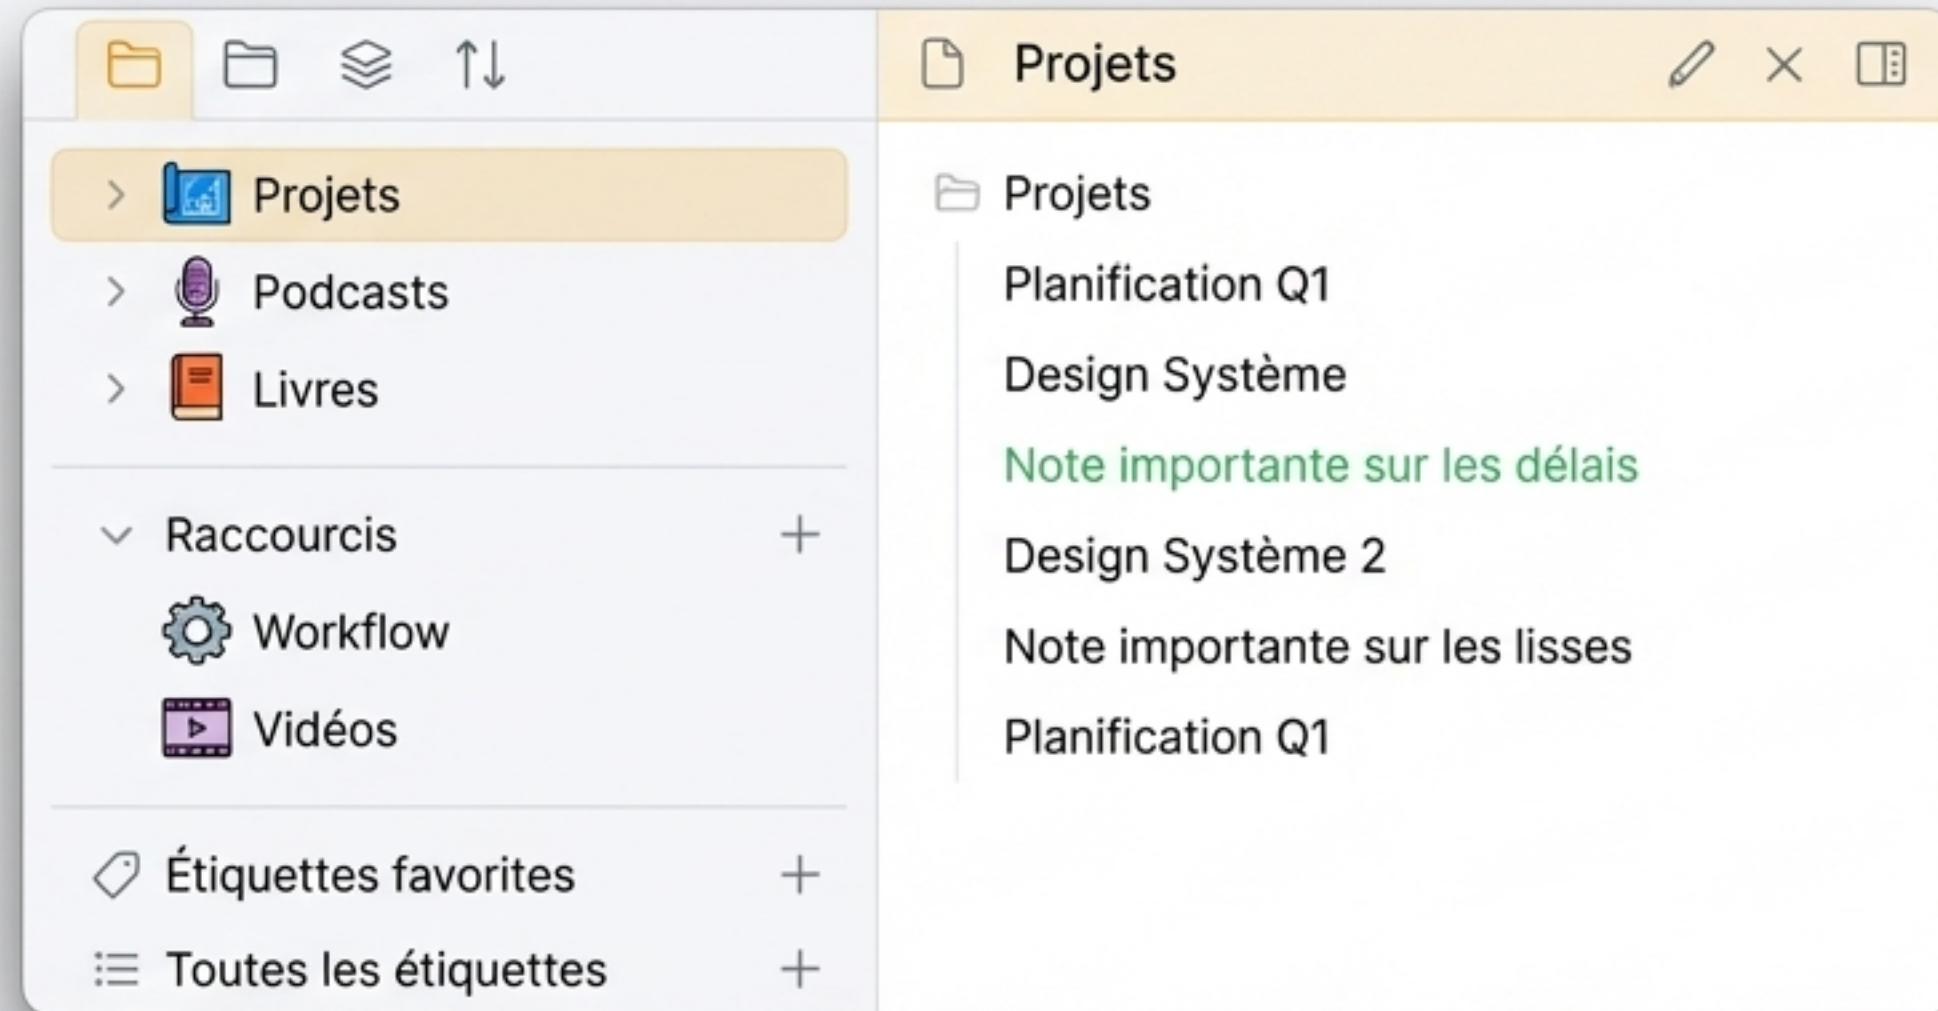 Projets
Podcasts
Livres
Raccourcis
Workflow
Vidéos
Étiquettes favorites
Toutes les étiquettes
Projets
Projets
Planification Q1
Design Système
Note importante sur les délais
Design Système 2
Note importante sur les lisses
Planification Q1